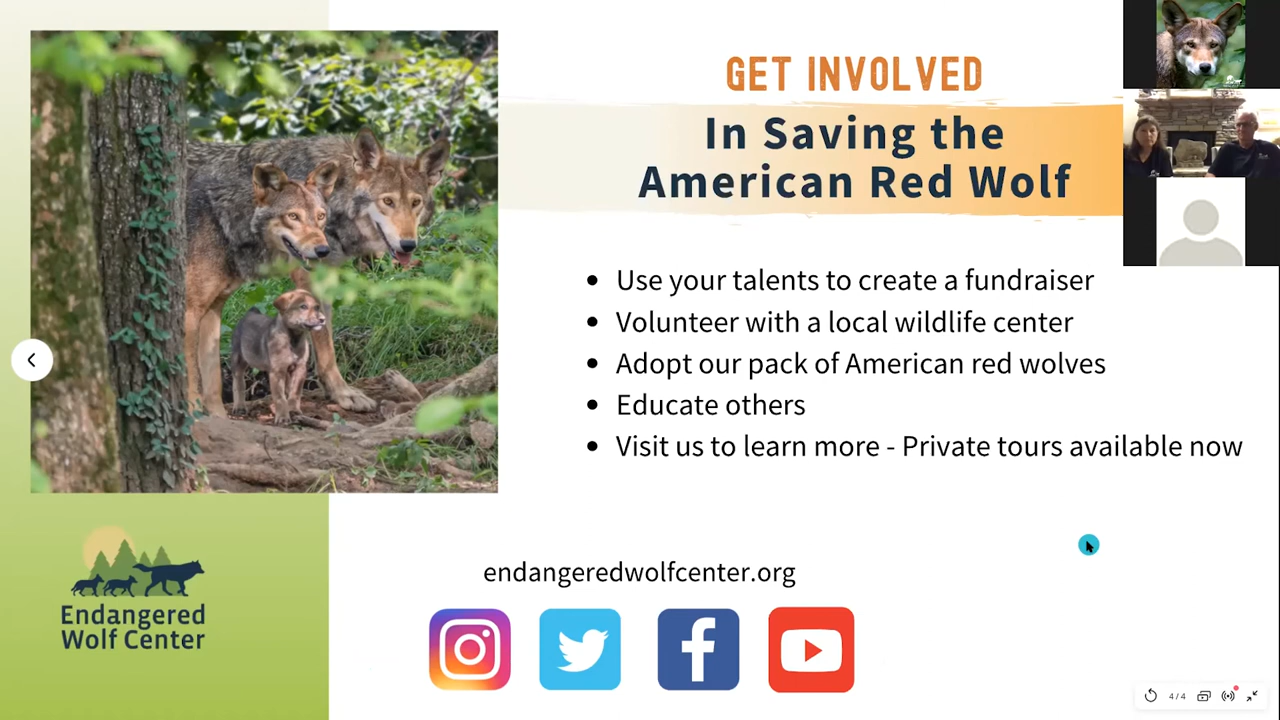 GET INVOLVED
In Saving the
American Red Wolf
Use your talents to create a fundraiser
Volunteer with a local wildlife center
Adopt our pack of American red wolves
Educate others
Visit us to learn more - Private tours available now
endangeredwolfcenter.org
Endangered
Wolf Center
4/4